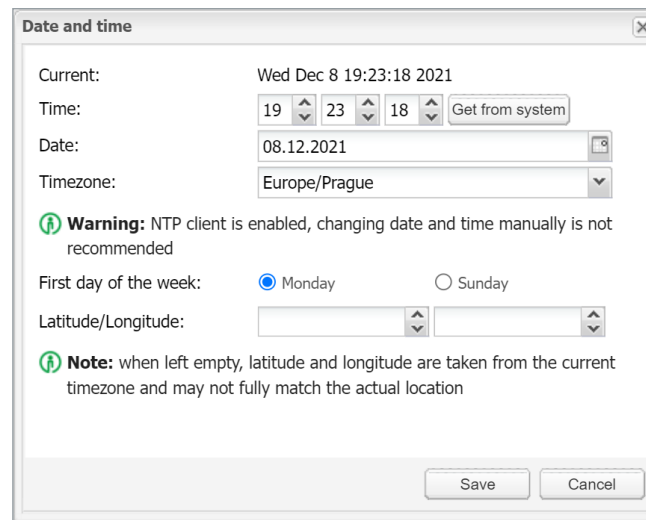 Date and time
Current: Wed Dec 8 19:23:18 2021
Time: 19 23 18 Get from system
Date: 08.12.2021
Timezone: Europe/Prague
Warning: NTP client is enabled, changing date and time manually is not
recommended
First day of the week: Monday Sunday
Latitude/Longitude:
Note: when left empty, latitude and longitude are taken from the current
timezone and may not fully match the actual location
Save Cancel